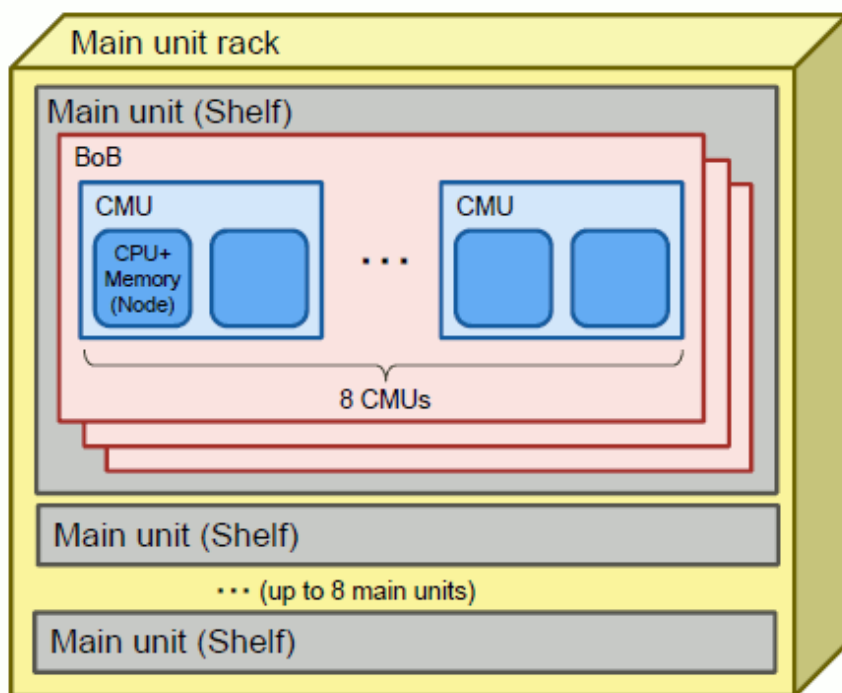 Main unit rack
Main unit (Shelf)
BoB
CMU
CPU+
Memory
(Node)
CMU
...
8 CMUs
Main unit (Shelf)
... (up to 8 main units)
Main unit (Shelf)